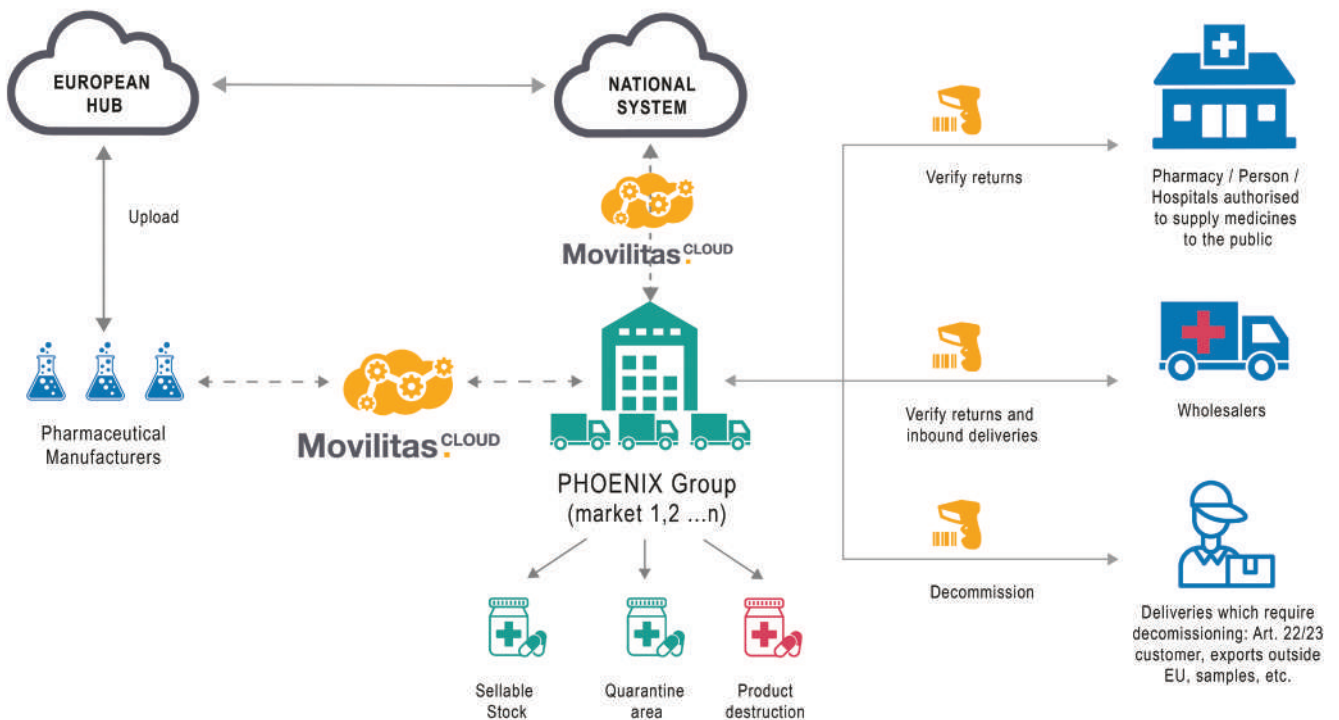 EUROPEAN
HUB
NATIONAL
SYSTEM
Upload
Movilitas.CLOUD
Verify returns
Pharmacy / Person /
Hospitals authorised
to supply medicines
to the public
Pharmaceutical
Manufacturers
Movilitas.CLOUD
PHOENIX Group
(market 1,2 ...n)
Verify returns and
inbound deliveries
Wholesalers
Decommission
Deliveries which require
decomissioning: Art. 22/23
customer, exports outside
EU, samples, etc.
Sellable
Stock
Quarantine
area
Product
destruction